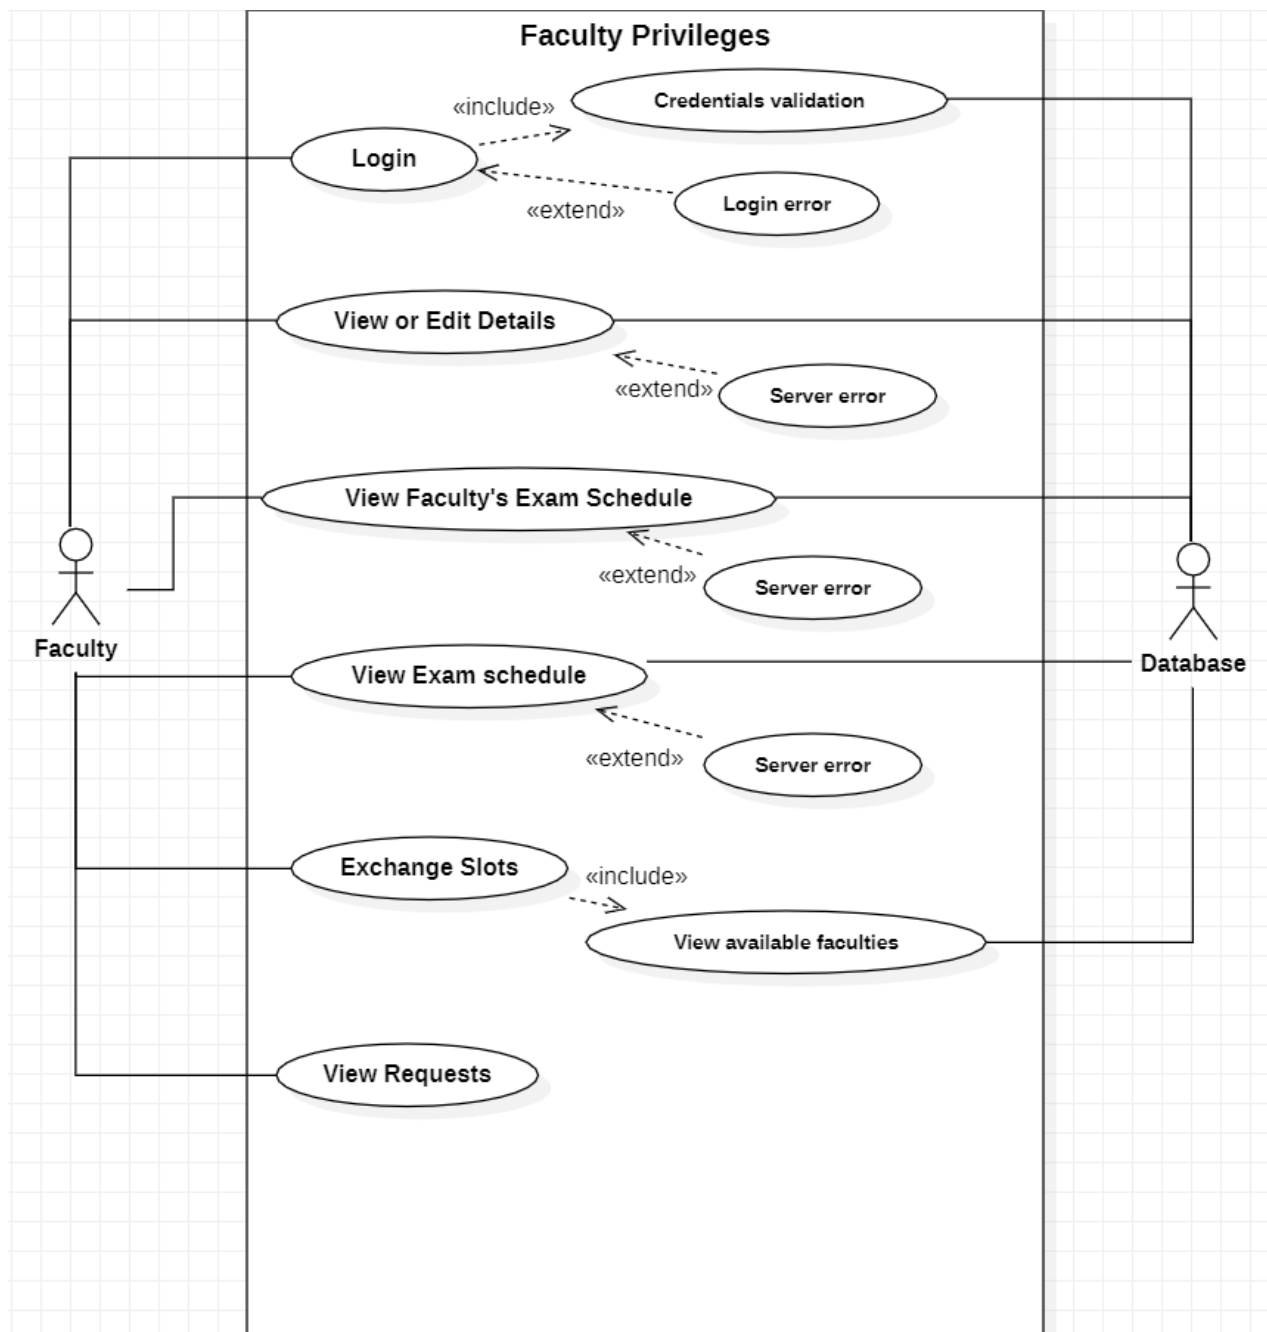 Faculty Privileges
«include»
Credentials validation
Login
«extend»
Login error
View or Edit Details
«extend»
Server error
View Faculty's Exam Schedule
«extend»
Server error
Faculty
Database
View Exam schedule
«extend»
Server error
Exchange Slots
«include»
View available faculties
View Requests